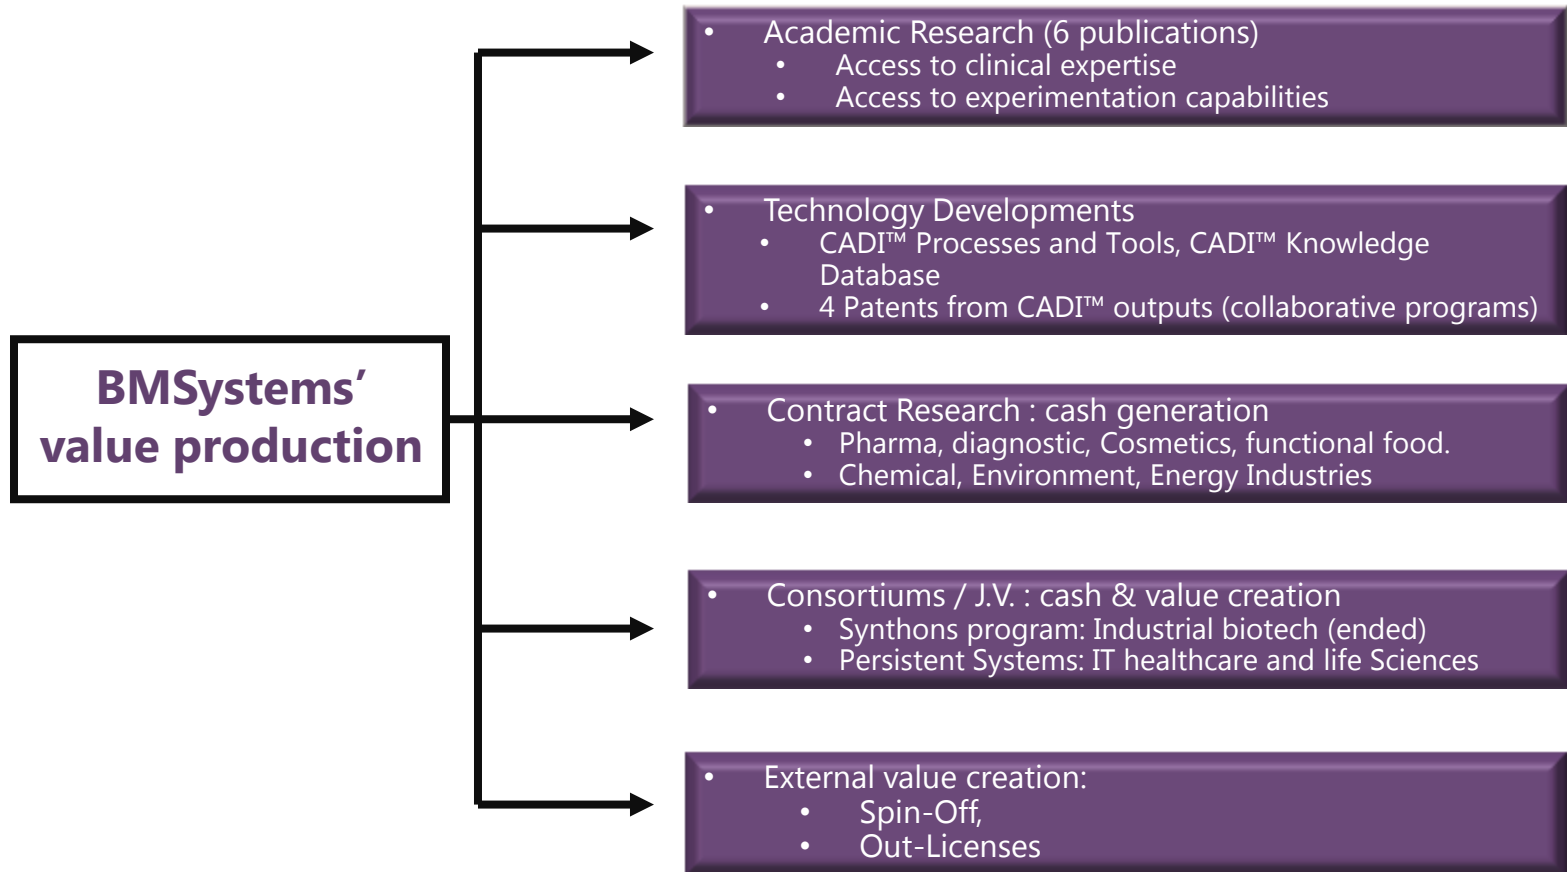 BMSystems’
value production
• Academic Research (6 publications)
• Access to clinical expertise
• Access to experimentation capabilities
• Technology Developments
• CADI™ Processes and Tools, CADI™ Knowledge
Database
• 4 Patents from CADI™ outputs (collaborative programs)
• Contract Research : cash generation
• Pharma, diagnostic, Cosmetics, functional food.
• Chemical, Environment, Energy Industries
• Consortiums / J.V. : cash & value creation
• Synthons program: Industrial biotech (ended)
• Persistent Systems: IT healthcare and life Sciences
• External value creation:
• Spin-Off,
• Out-Licenses